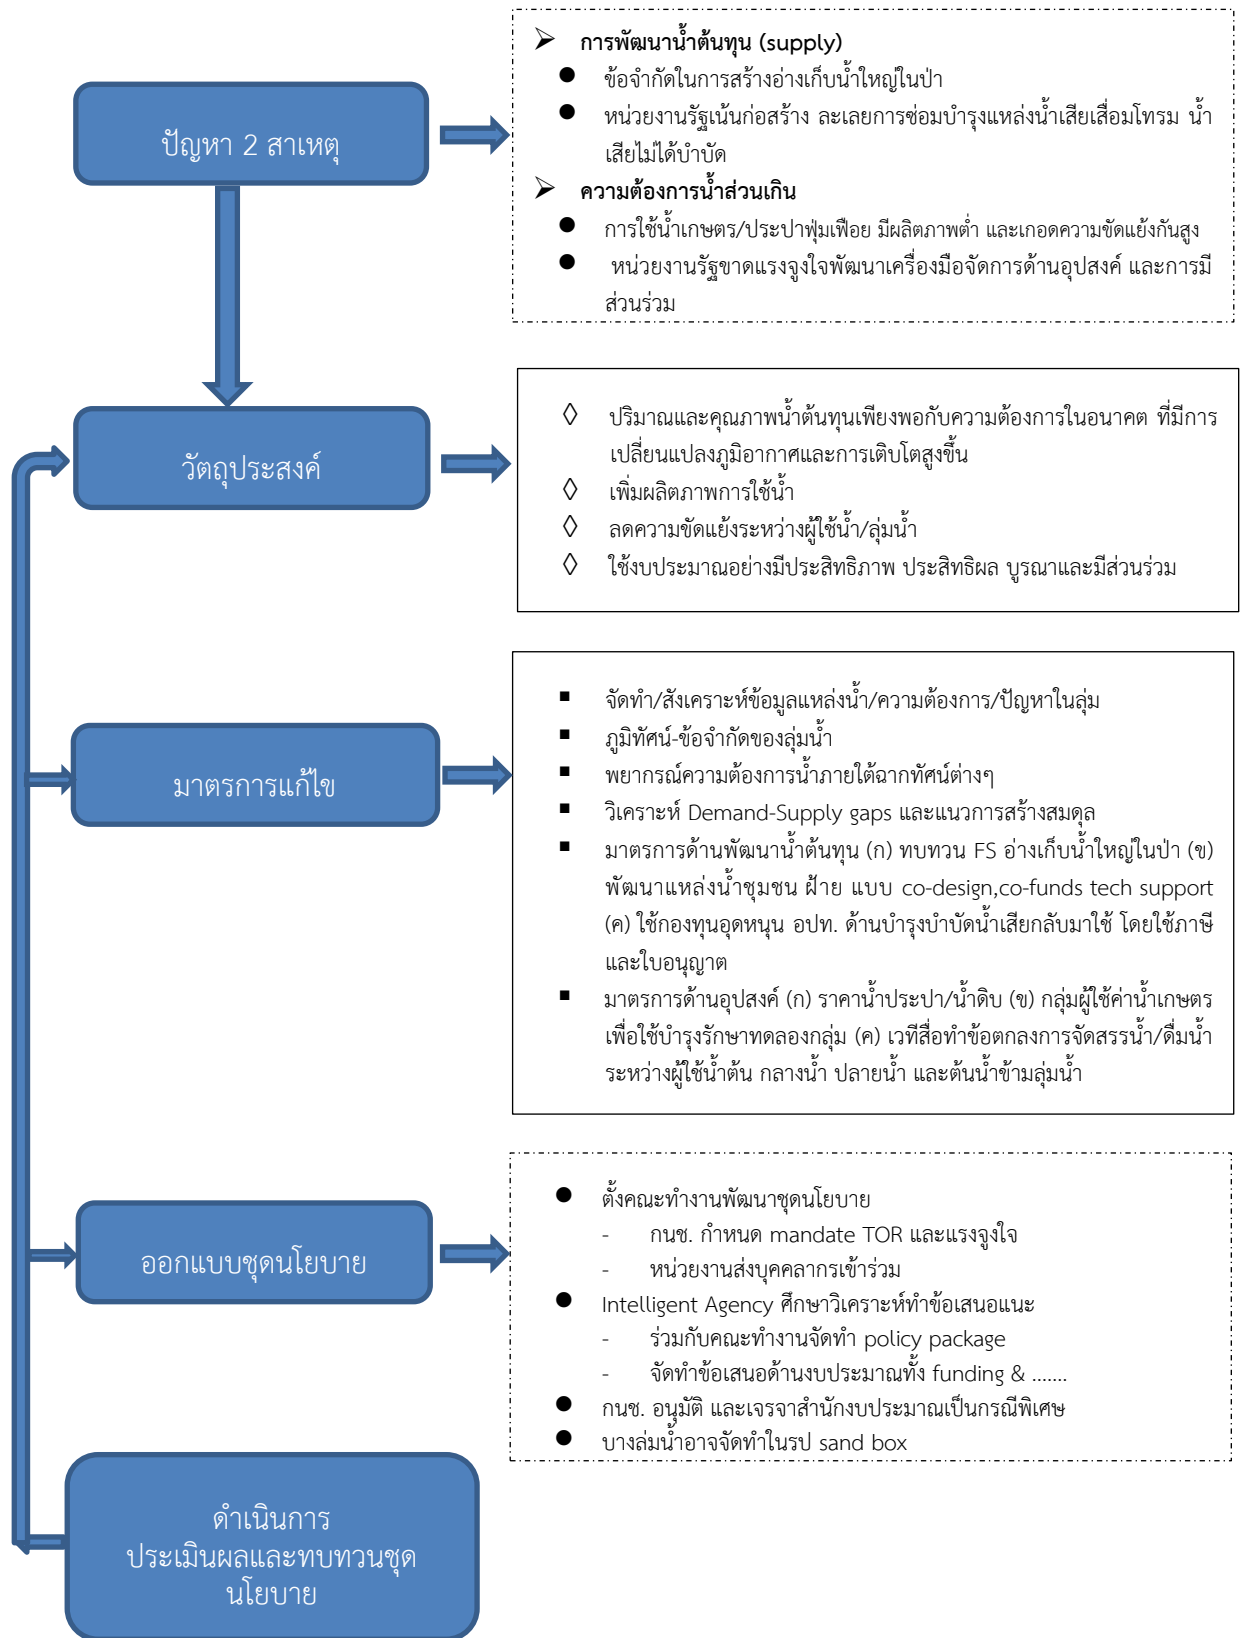 ปัญหา 2 สาเหตุ
➢ การพัฒนาน้ำต้นทุน (supply)
● ข้อจำกัดในการสร้างอ่างเก็บน้ำใหญ่ในป่า
● หน่วยงานรัฐเน้นก่อสร้าง ละเลยการซ่อมบำรุงแหล่งน้ำเสียเสื่อมโทรม น้ำ
เสียไม่ได้บำบัด
➢ ความต้องการน้ำส่วนเกิน
● การใช้น้ำเกษตร/ประปาฟุ่มเฟือย มีผลิตภาพต่ำ และเกอดความขัดแย้งกันสูง
● หน่วยงานรัฐขาดแรงจูงใจพัฒนาเครื่องมือจัดการด้านอุปสงค์ และการมี
ส่วนร่วม
วัตถุประสงค์
◊ ปริมาณและคุณภาพน้ำต้นทุนเพียงพอกับความต้องการในอนาคต ที่มีการ
เปลี่ยนแปลงภูมิอากาศและการเติบโตสูงขึ้น
◊ เพิ่มผลิตภาพการใช้น้ำ
◊ ลดความขัดแย้งระหว่างผู้ใช้น้ำ/ลุ่มน้ำ
◊ ใช้งบประมาณอย่างมีประสิทธิภาพ ประสิทธิผล บูรณาและมีส่วนร่วม
มาตรการแก้ไข
▪ จัดทำ/สังเคราะห์ข้อมูลแหล่งน้ำ/ความต้องการ/ปัญหาในลุ่ม
▪ ภูมิทัศน์-ข้อจำกัดของลุ่มน้ำ
▪ พยากรณ์ความต้องการน้ำภายใต้ฉากทัศน์ต่างๆ
▪ วิเคราะห์ Demand-Supply gaps และแนวการสร้างสมดุล
▪ มาตรการด้านพัฒนาน้ำต้นทุน (ก) ทบทวน FS อ่างเก็บน้ำใหญ่ในป่า (ข)
พัฒนาแหล่งน้ำชุมชน ฝ้าย แบบ co-design,co-funds tech support
(ค) ใช้กองทุนอุดหนุน อปท. ด้านบำรุงบำบัดน้ำเสียกลับมาใช้ โดยใช้ภาษี
และใบอนุญาต
▪ มาตรการด้านอุปสงค์ (ก) ราคาน้ำประปา/น้ำดิบ (ข) กลุ่มผู้ใช้ค่าน้ำเกษตร
เพื่อใช้บำรุงรักษาทดลองกลุ่ม (ค) เวทีสื่อทำข้อตกลงการจัดสรรน้ำ/ดื่มน้ำ
ระหว่างผู้ใช้น้ำต้น กลางน้ำ ปลายน้ำ และต้นน้ำข้ามลุ่มน้ำ
ออกแบบชุดนโยบาย
● ตั้งคณะทำงานพัฒนาชุดนโยบาย
- กนช. กำหนด mandate TOR และแรงจูงใจ
- หน่วยงานส่งบุคคลากรเข้าร่วม
● Intelligent Agency ศึกษาวิเคราะห์ทำข้อเสนอแนะ
- ร่วมกับคณะทำงานจัดทำ policy package
- จัดทำข้อเสนอด้านงบประมาณทั้ง funding & .......
● กนช. อนุมัติ และเจรจาสำนักงบประมาณเป็นกรณีพิเศษ
● บางลุ่มน้ำอาจจัดทำในรูป sand box
ดำเนินการ
ประเมินผลและทบทวนชุด
นโยบาย